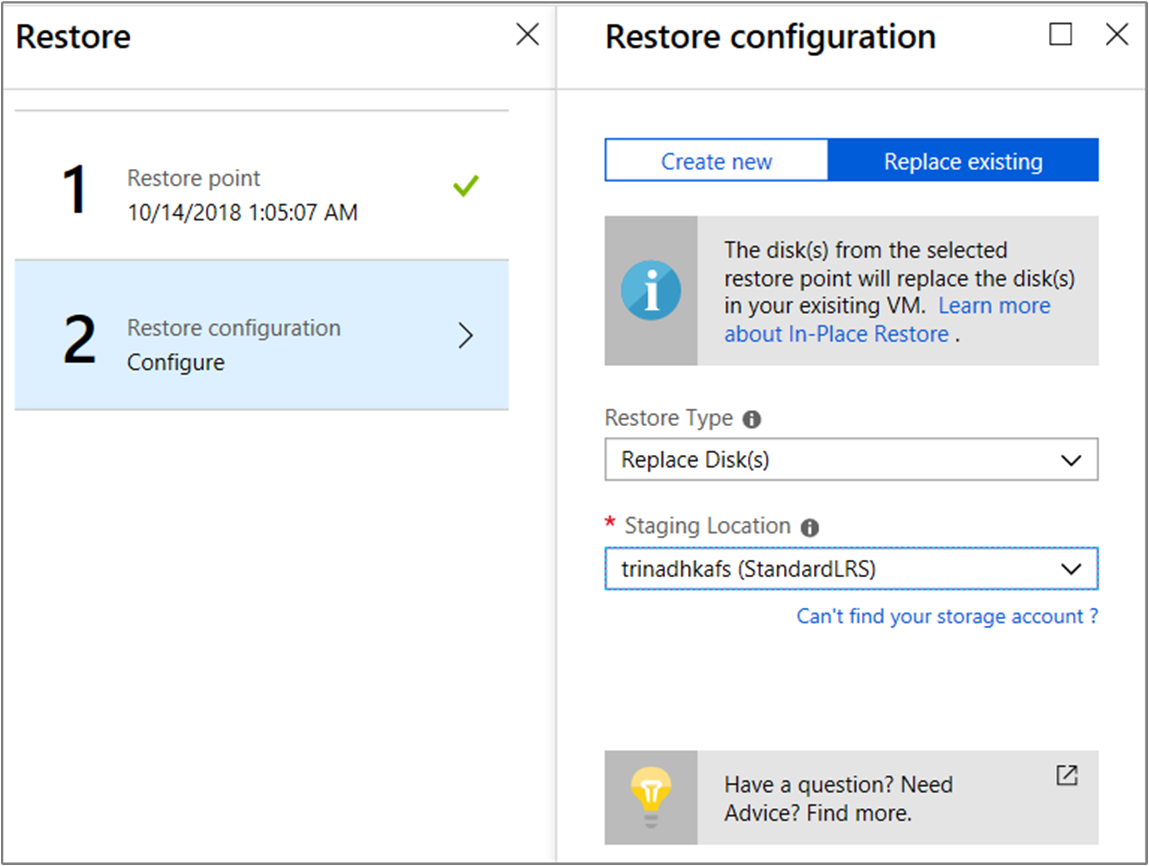 Restore
1
Restore point
10/14/2018 1:05:07 AM
2
Restore configuration
Configure
Restore configuration
Create new
Replace existing
i
The disk(s) from the selected
restore point will replace the disk(s)
in your exisiting VM. Learn more
about In-Place Restore .
Restore Type i
Replace Disk(s)
* Staging Location i
trinadhkafs (StandardLRS)
Can't find your storage account ?
Have a question? Need
Advice? Find more.